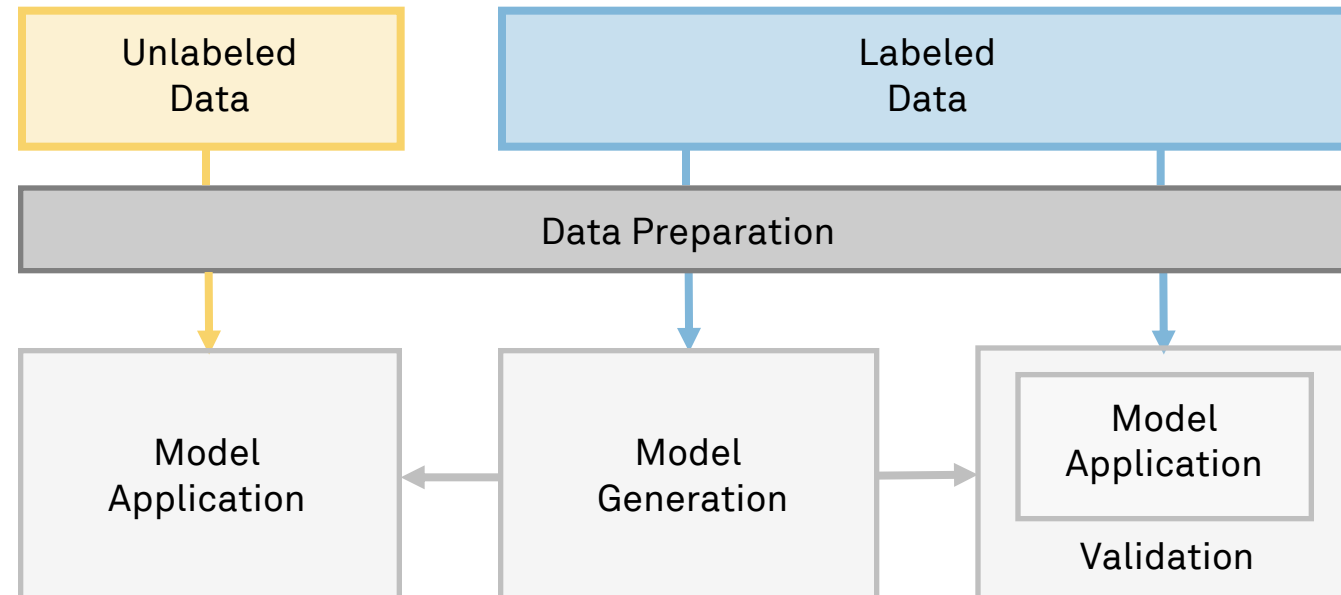 Unlabeled
Data
Labeled
Data
Data Preparation
Model
Application
Model
Generation
Model
Application
Validation